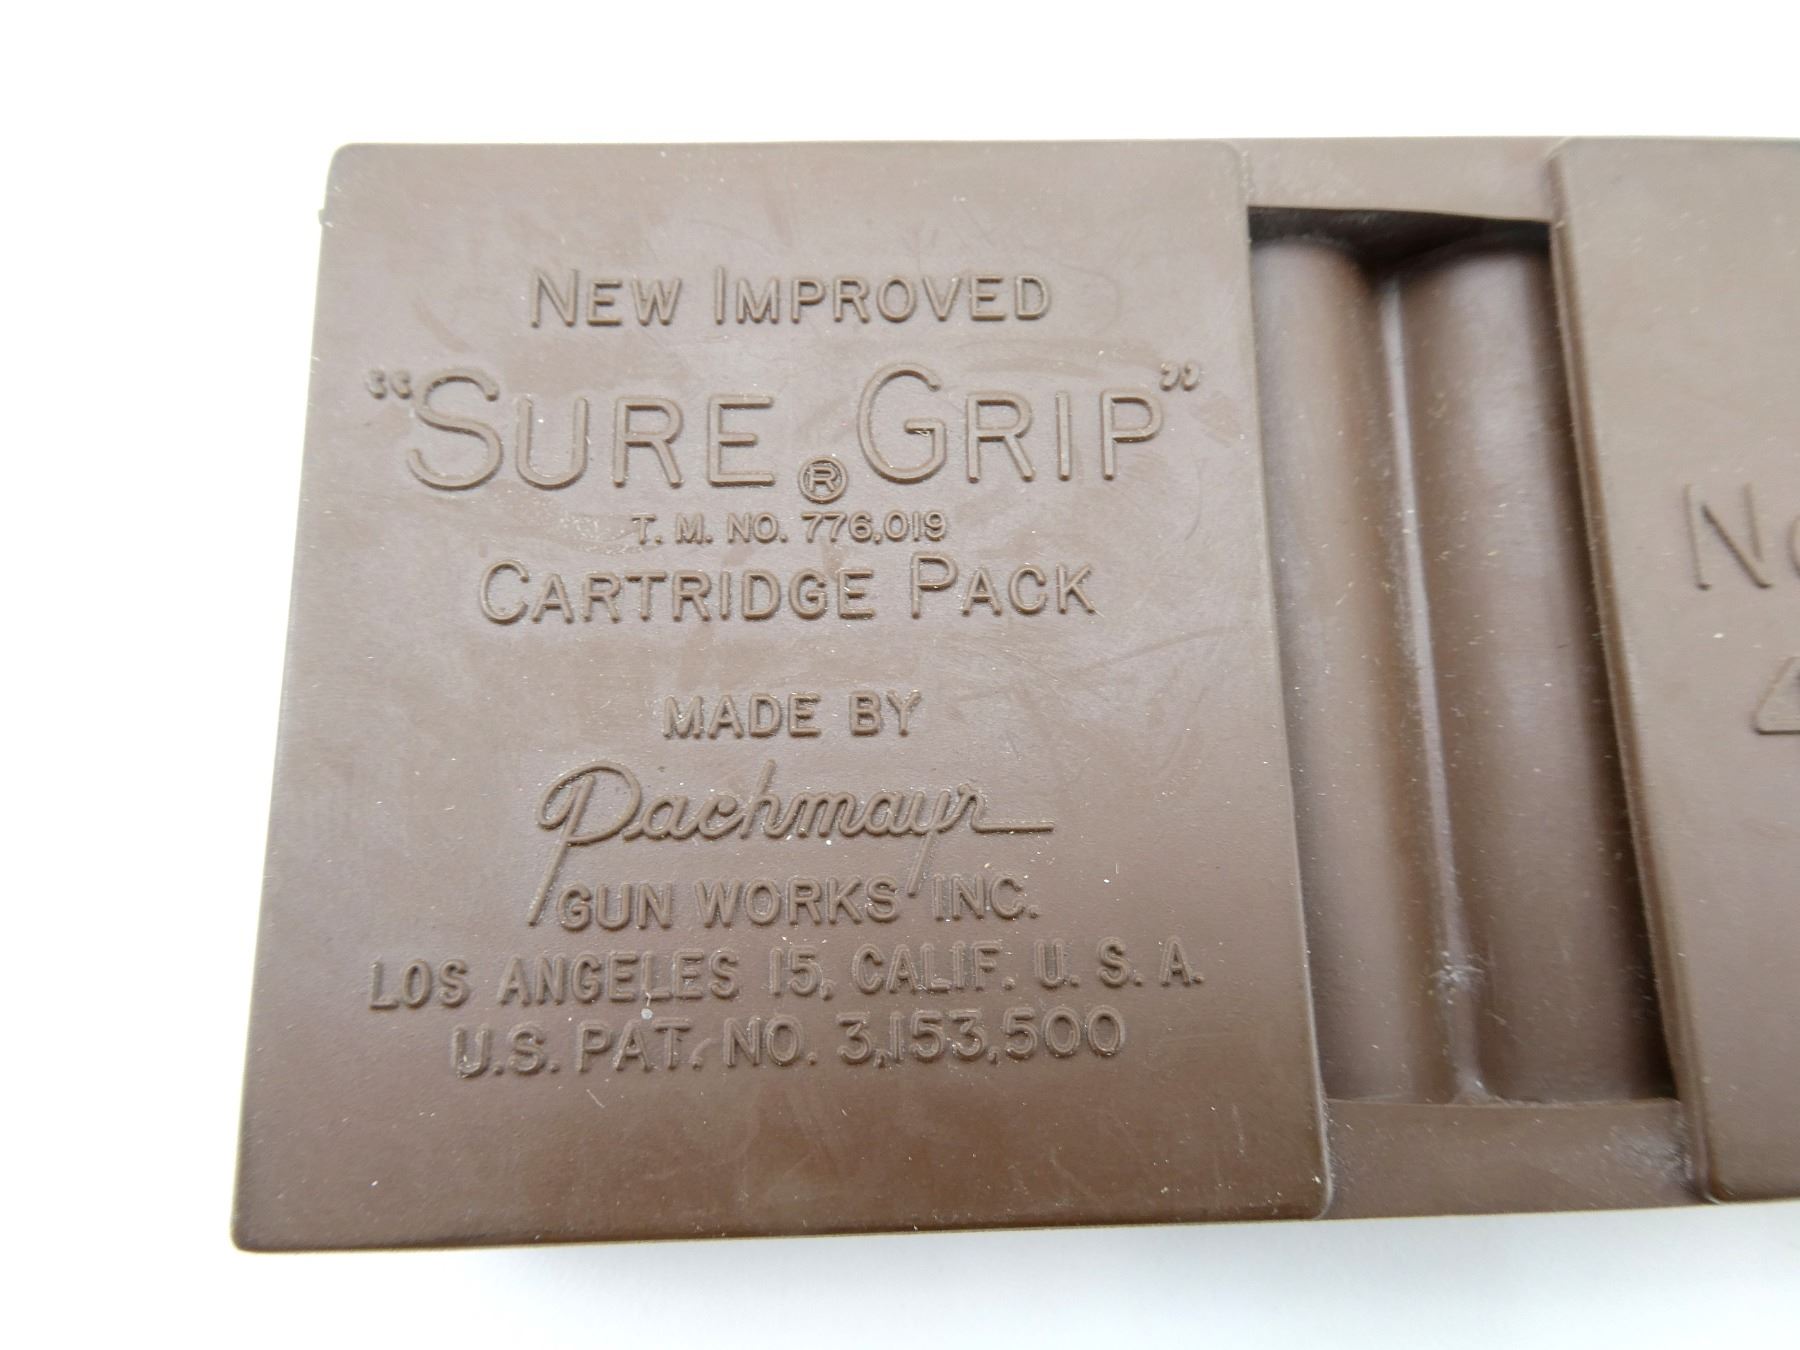 NEW IMPROVED
"SURE ® GRIP"
T. M. NO. 776,019
CARTRIDGE PACK
MADE BY
Pachmayr
GUN WORKS INC.
LOS ANGELES 15, CALIF. U. S. A.
U.S. PAT. NO. 3,153,500